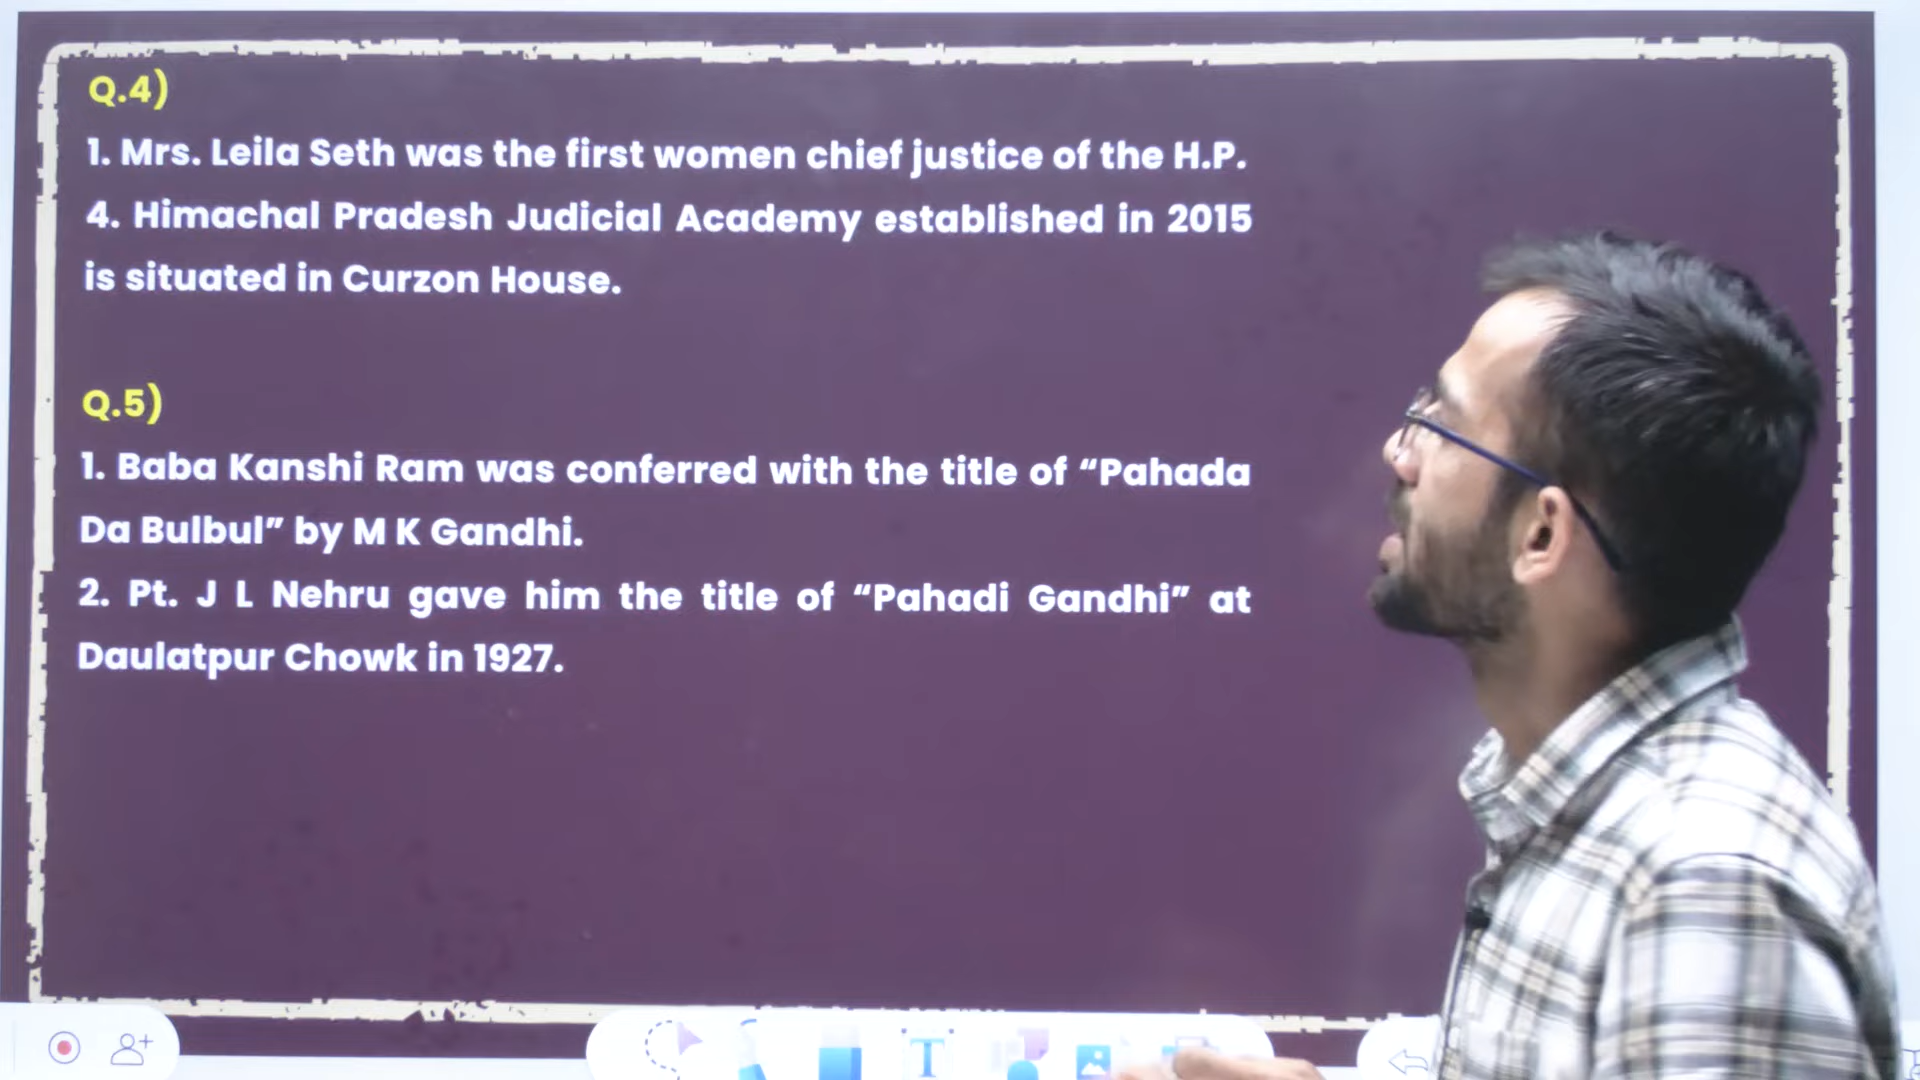 Q.4)
1. Mrs. Leila Seth was the first women chief justice of the H.P.
4. Himachal Pradesh Judicial Academy established in 2015
is situated in Curzon House.
Q.5)
1. Baba Kanshi Ram was conferred with the title of “Pahada
Da Bulbul” by M K Gandhi.
2. Pt. J L Nehru gave him the title of “Pahadi Gandhi” at
Daulatpur Chowk in 1927.
T